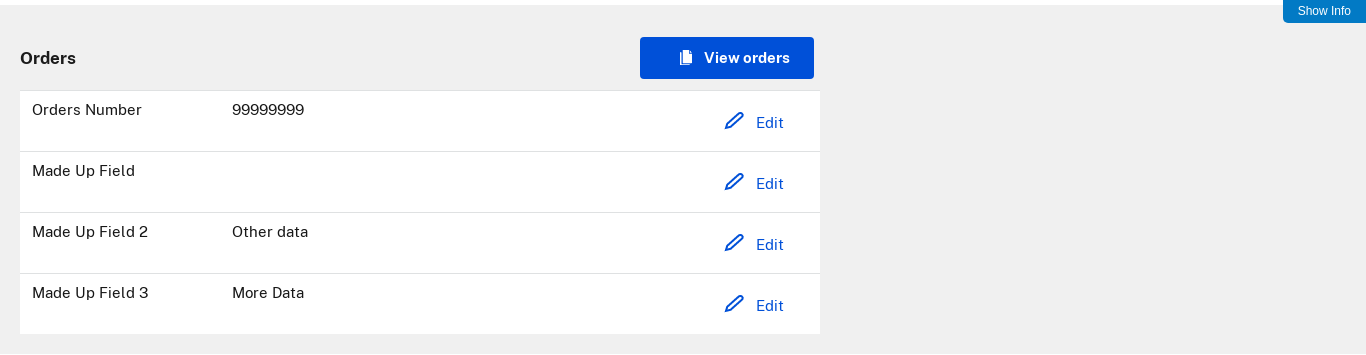 Show Info
Orders
View orders
Orders Number 99999999 Edit
Made Up Field Edit
Made Up Field 2 Other data Edit
Made Up Field 3 More Data Edit